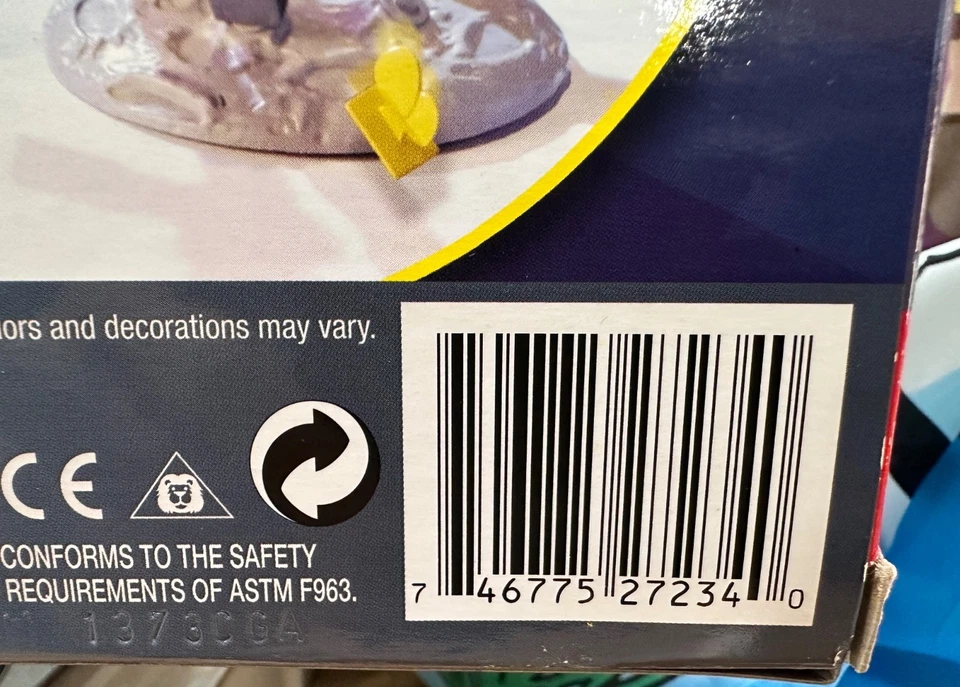 ors and decorations may vary.
CE
CONFORMS TO THE SAFETY
REQUIREMENTS OF ASTM F963.
1373CGA
7 46775 27234 0